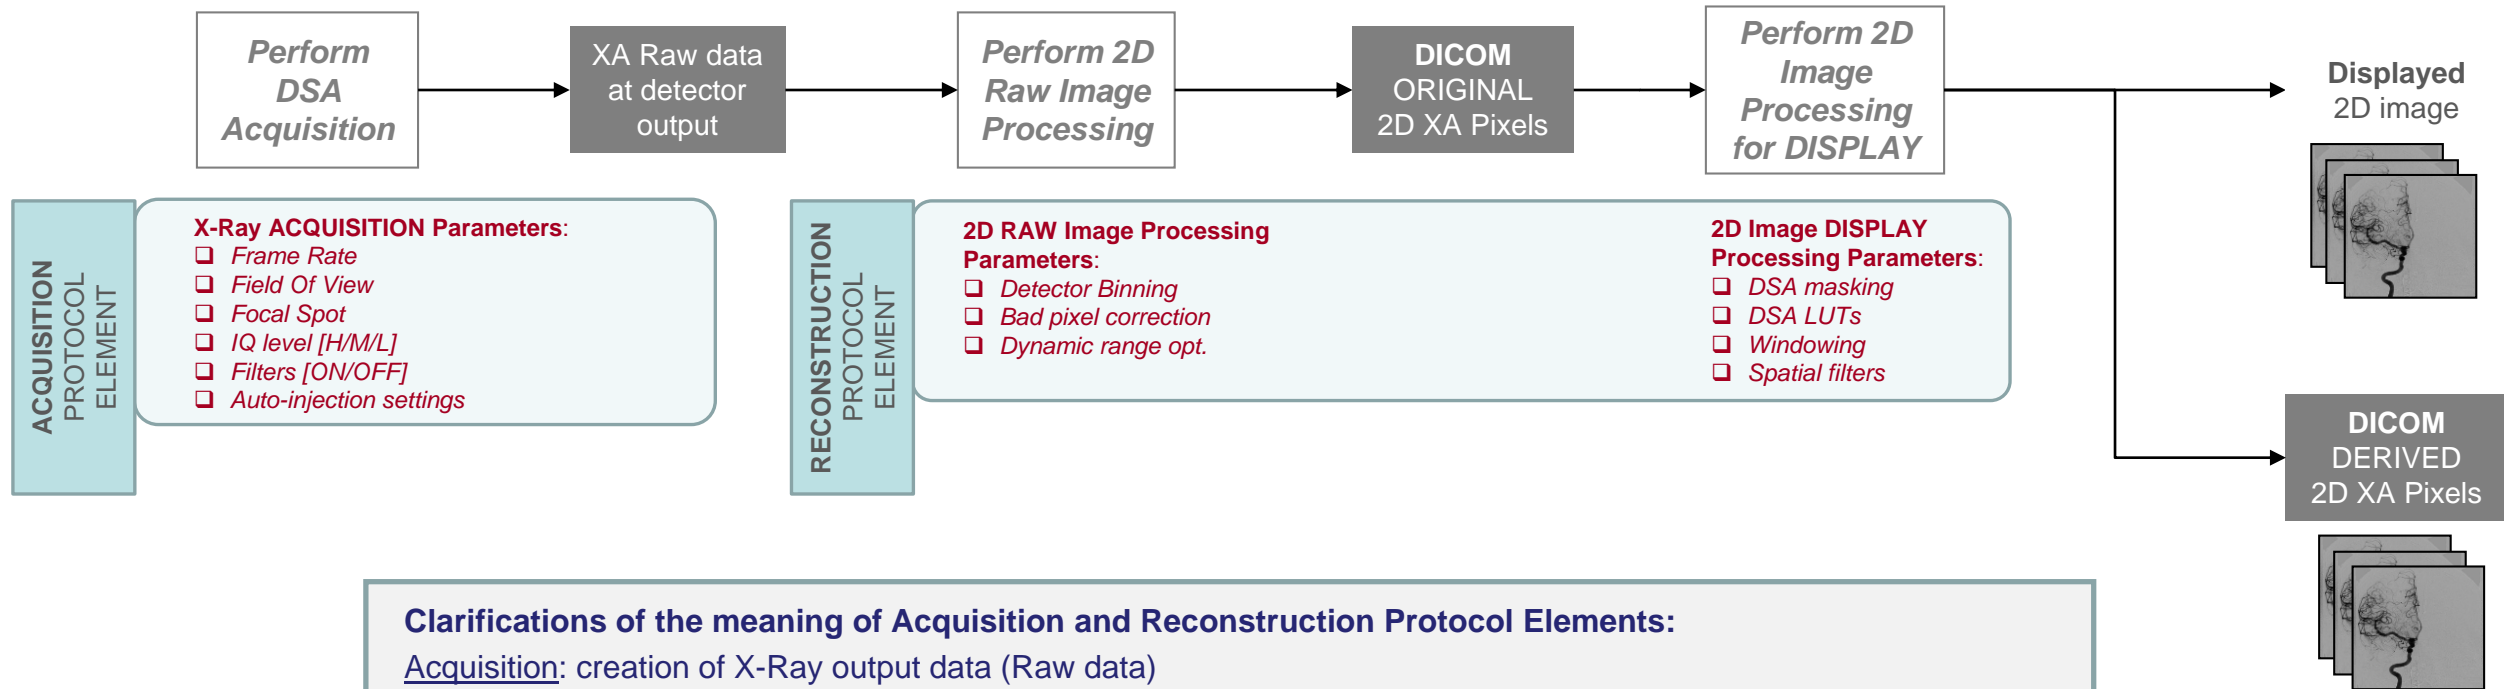 Perform
DSA
Acquisition
XA Raw data
at detector
output
Perform 2D
Raw Image
Processing
DICOM
ORIGINAL
2D XA Pixels
Perform 2D
Image
Processing
for DISPLAY
Displayed
2D image
ACQUISITION
PROTOCOL
ELEMENT
X-Ray ACQUISITION Parameters:
❑ Frame Rate
❑ Field Of View
❑ Focal Spot
❑ IQ level [H/M/L]
❑ Filters [ON/OFF]
❑ Auto-injection settings
RECONSTRUCTION
PROTOCOL
ELEMENT
2D RAW Image Processing
Parameters:
❑ Detector Binning
❑ Bad pixel correction
❑ Dynamic range opt.
2D Image DISPLAY
Processing Parameters:
❑ DSA masking
❑ DSA LUTs
❑ Windowing
❑ Spatial filters
DICOM
DERIVED
2D XA Pixels
Clarifications of the meaning of Acquisition and Reconstruction Protocol Elements:
Acquisition: creation of X-Ray output data (Raw data)